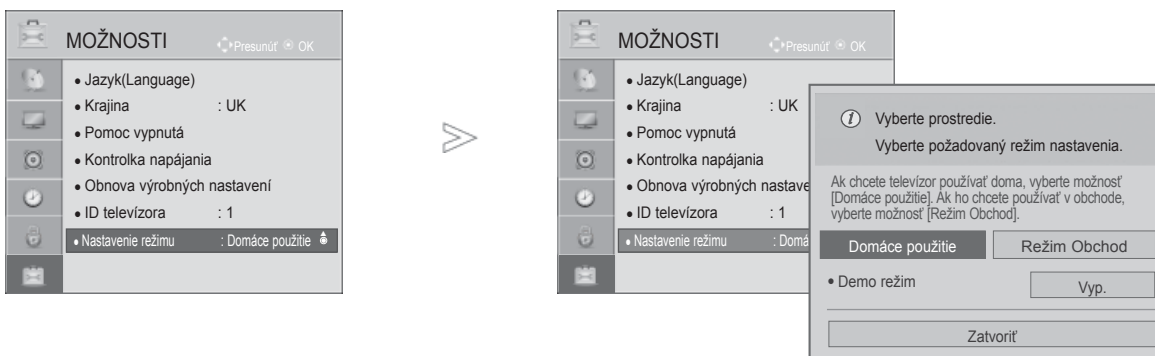 MOŽNOSTI
Presunúť OK
• Jazyk(Language)
• Krajina : UK
• Pomoc vypnutá
• Kontrolka napájania
• Obnova výrobných nastavení
• ID televízora : 1
• Nastavenie režimu : Domáce použitie
MOŽNOSTI
Presunúť OK
• Jazyk(Language)
• Krajina : UK
• Pomoc vypnutá
• Kontrolka napájania
• Obnova výrobných nastave
• ID televízora : 1
• Nastavenie režimu : Domá
Vyberte prostredie.
Vyberte požadovaný režim nastavenia.
Ak chcete televízor používať doma, vyberte možnosť
[Domáce použitie]. Ak ho chcete používať v obchode,
vyberte možnosť [Režim Obchod].
Domáce použitie Režim Obchod
• Demo režim Vyp.
Zatvoriť